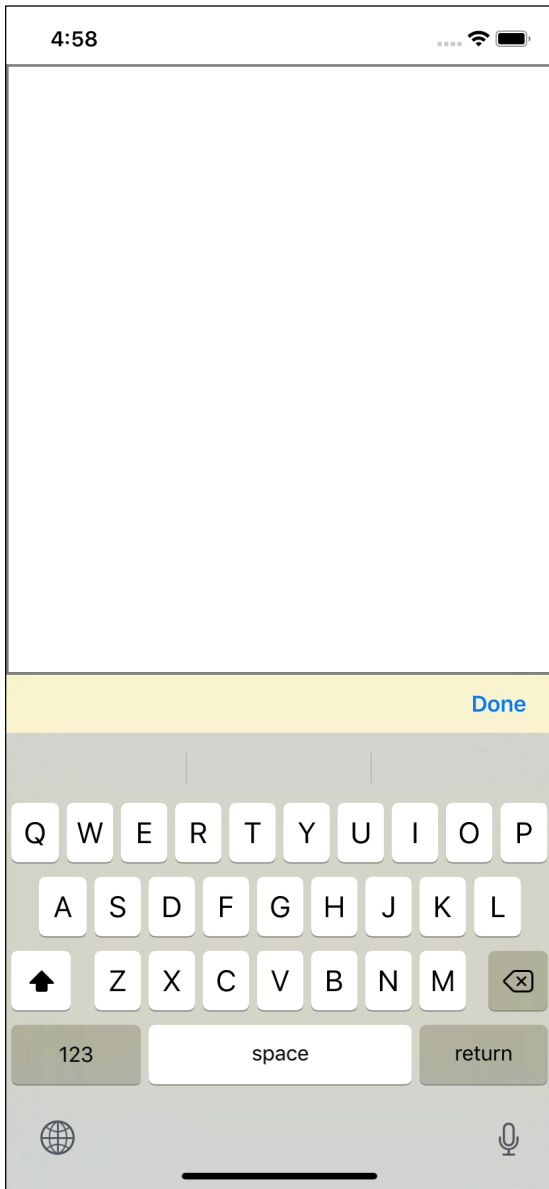 4:58
Done
Q W E R T Y U I O P
A S D F G H J K L
Z X C V B N M
123 space return